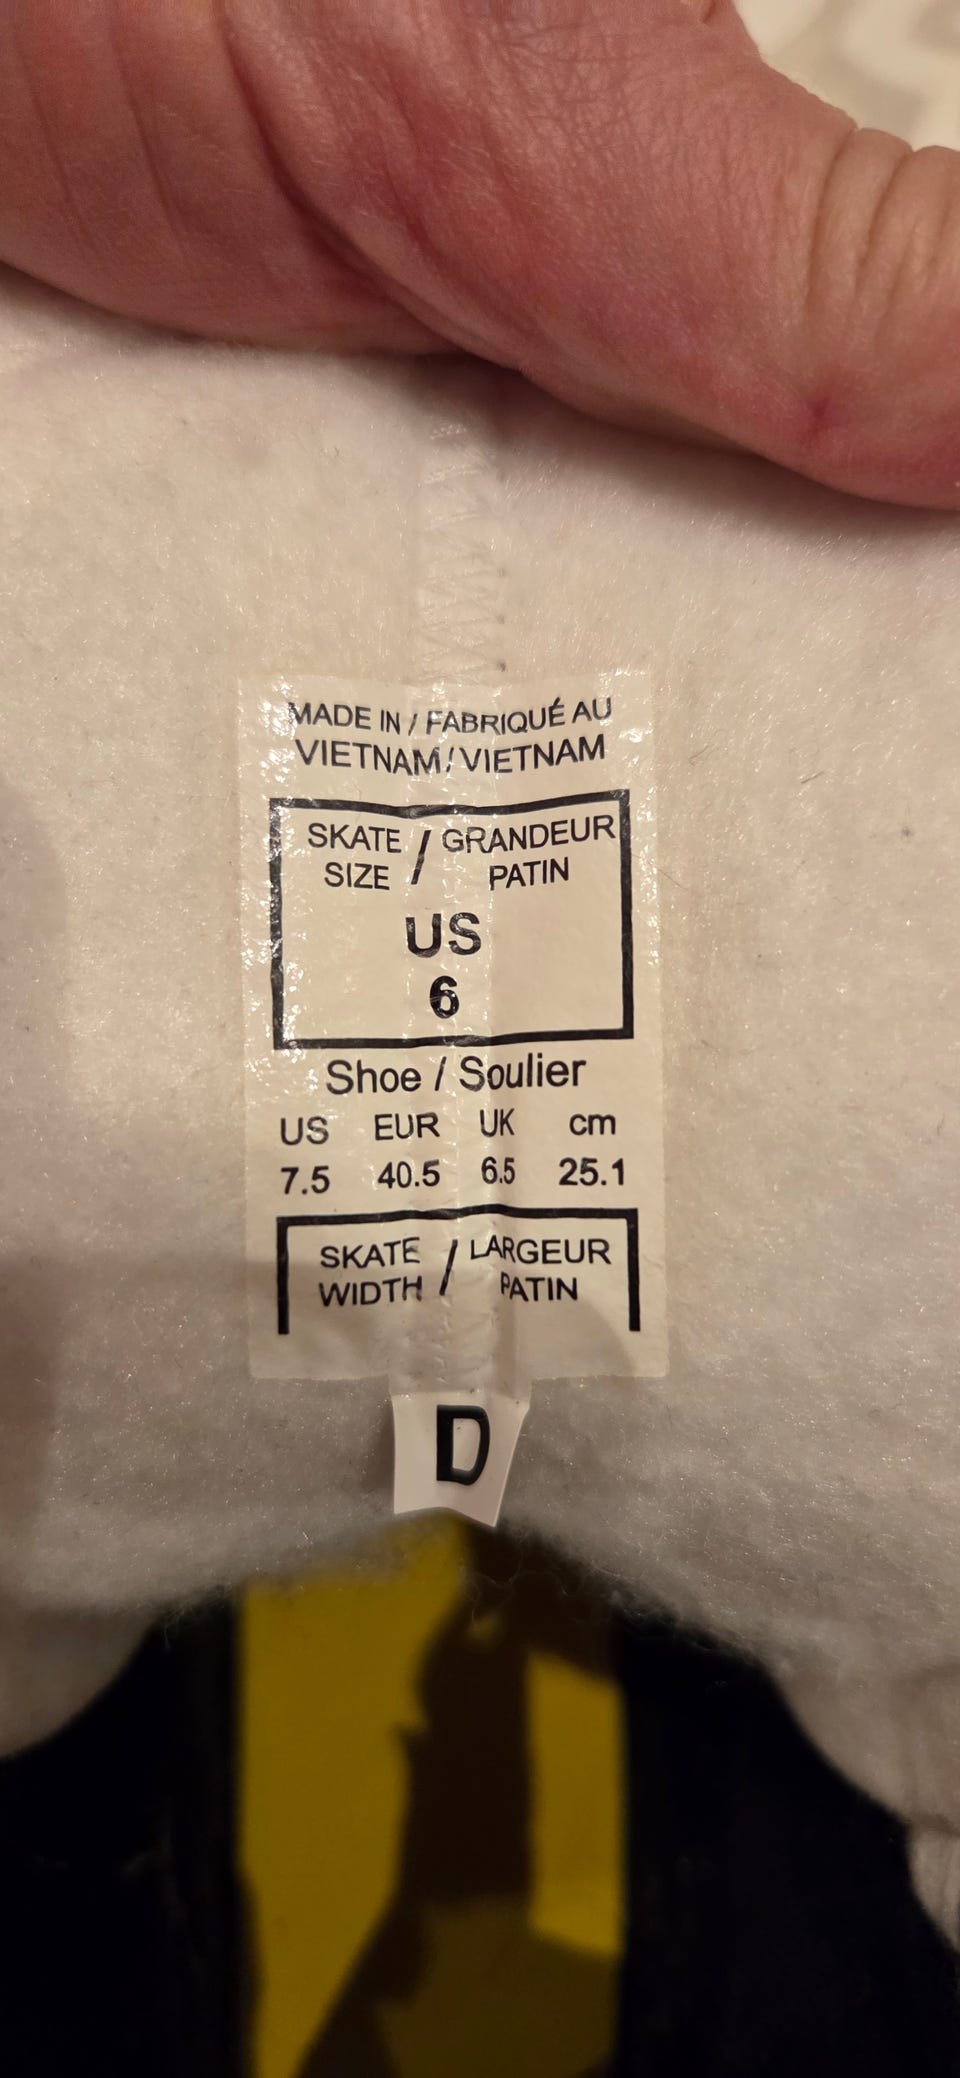 MADE IN / FABRIQUÉ AU
VIETNAM / VIETNAM
SKATE / GRANDEUR
SIZE PATIN
US
6
Shoe / Soulier
US EUR UK cm
7.5 40.5 6.5 25.1
SKATE / LARGEUR
WIDTH PATIN
D